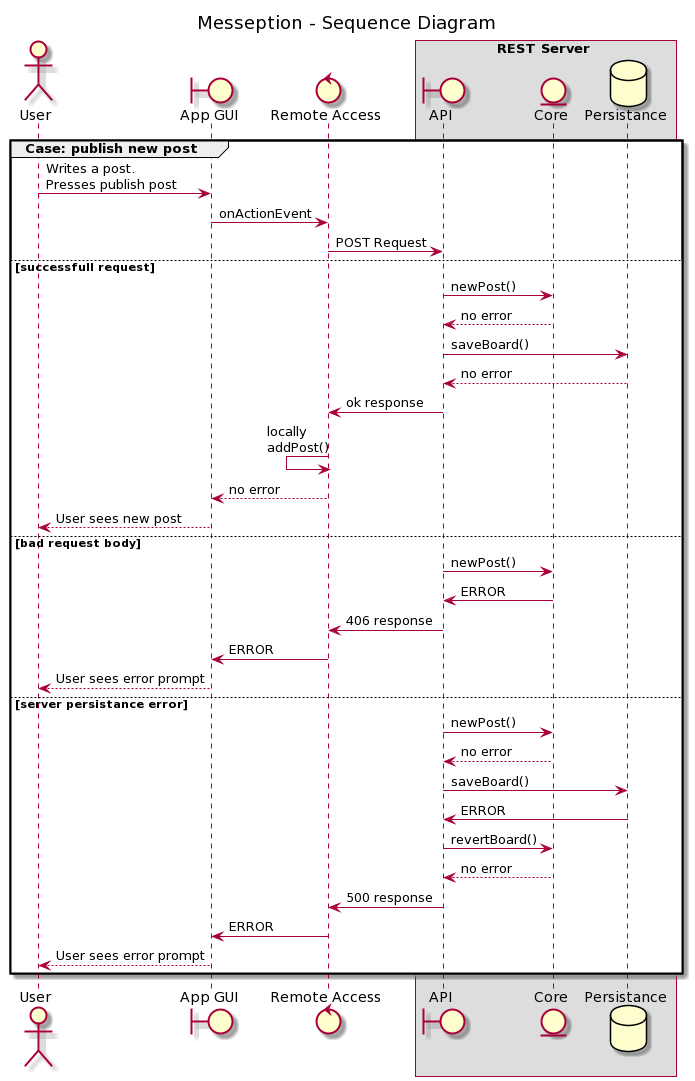 Messeption - Sequence Diagram
REST Server
User
App GUI
Remote Access
API
Core
Persistance
Case: publish new post
Writes a post.
Presses publish post
onActionEvent
POST Request
[successfull request]
newPost()
no error
saveBoard()
no error
ok response
locally
addPost()
no error
User sees new post
[bad request body]
newPost()
ERROR
406 response
ERROR
User sees error prompt
[server persistance error]
newPost()
no error
saveBoard()
ERROR
revertBoard()
no error
500 response
ERROR
User sees error prompt
User
App GUI
Remote Access
API
Core
Persistance